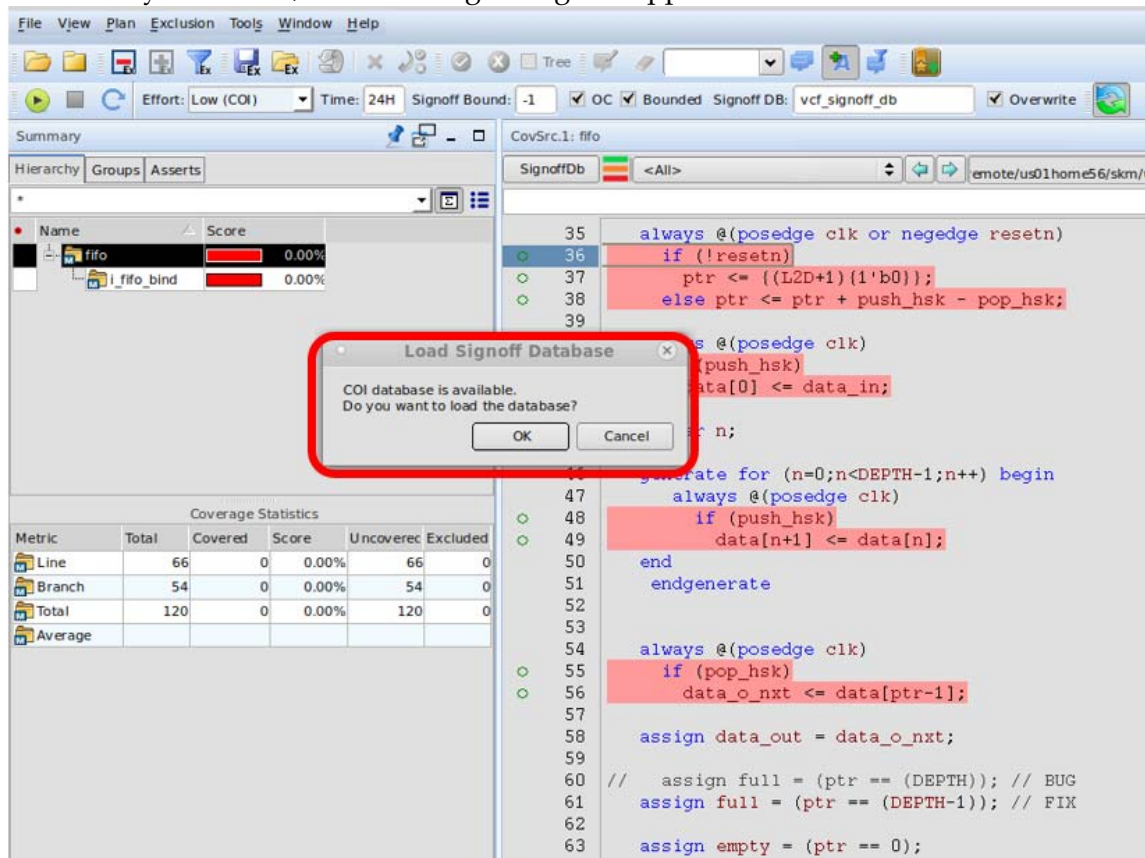 File View Plan Exclusion Tools Window Help
Tree
Effort: Low (COI) Time: 24H Signoff Bound: -1 OC Bounded Signoff DB: vcf_signoff_db Overwrite
Summary
CovSrc.1: fifo
Hierarchy Groups Asserts
SignoffDb <All> emote/us01home56/skm/
*
Name Score
fifo 0.00%
i_fifo_bind 0.00%
35 always @(posedge clk or negedge resetn)
36 if (!resetn)
37 ptr <= {(L2D+1){1'b0}};
38 else ptr <= ptr + push_hsk - pop_hsk;
39
@(posedge clk)
(push_hsk)
data[0] <= data_in;
n;
generate for (n=0;n<DEPTH-1;n++) begin
47 always @(posedge clk)
48 if (push_hsk)
49 data[n+1] <= data[n];
50 end
51 endgenerate
52
53
54 always @(posedge clk)
55 if (pop_hsk)
56 data_o_nxt <= data[ptr-1];
57
58 assign data_out = data_o_nxt;
59
60 // assign full = (ptr == (DEPTH)); // BUG
61 assign full = (ptr == (DEPTH-1)); // FIX
62
63 assign empty = (ptr == 0);
Load Signoff Database
COI database is available.
Do you want to load the database?
OK Cancel
Coverage Statistics
Metric Total Covered Score Uncoverec Excluded
Line 66 0 0.00% 66 0
Branch 54 0 0.00% 54 0
Total 120 0 0.00% 120 0
Average